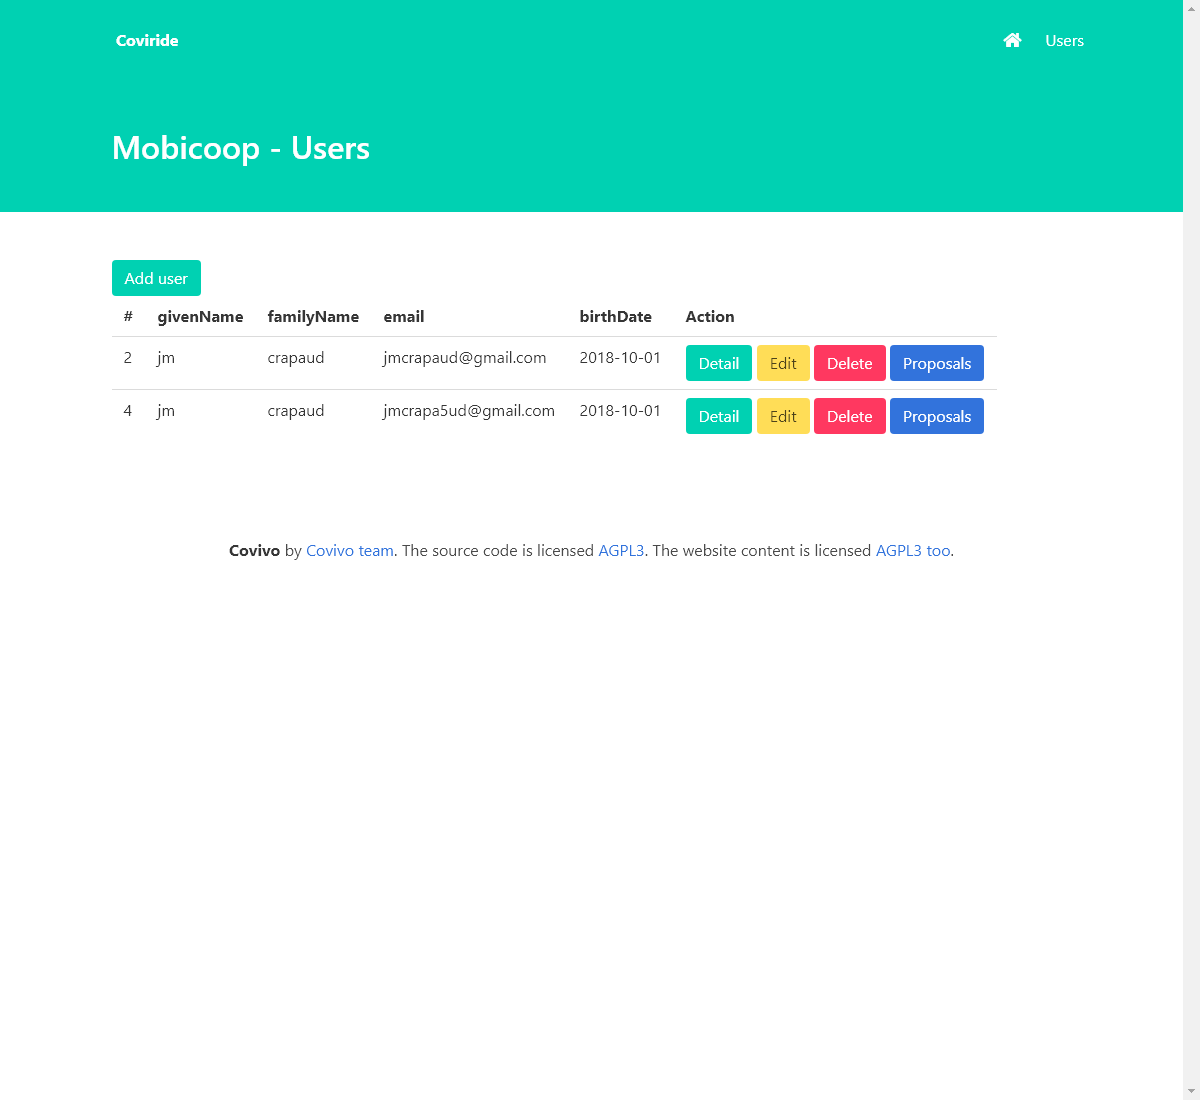 Coviride Users
Mobicoop - Users
Add user
# givenName familyName email birthDate Action
2 jm crapaud jmcrapaud@gmail.com 2018-10-01 Detail Edit Delete Proposals
4 jm crapaud jmcrapa5ud@gmail.com 2018-10-01 Detail Edit Delete Proposals
Covivo by Covivo team. The source code is licensed AGPL3. The website content is licensed AGPL3 too.